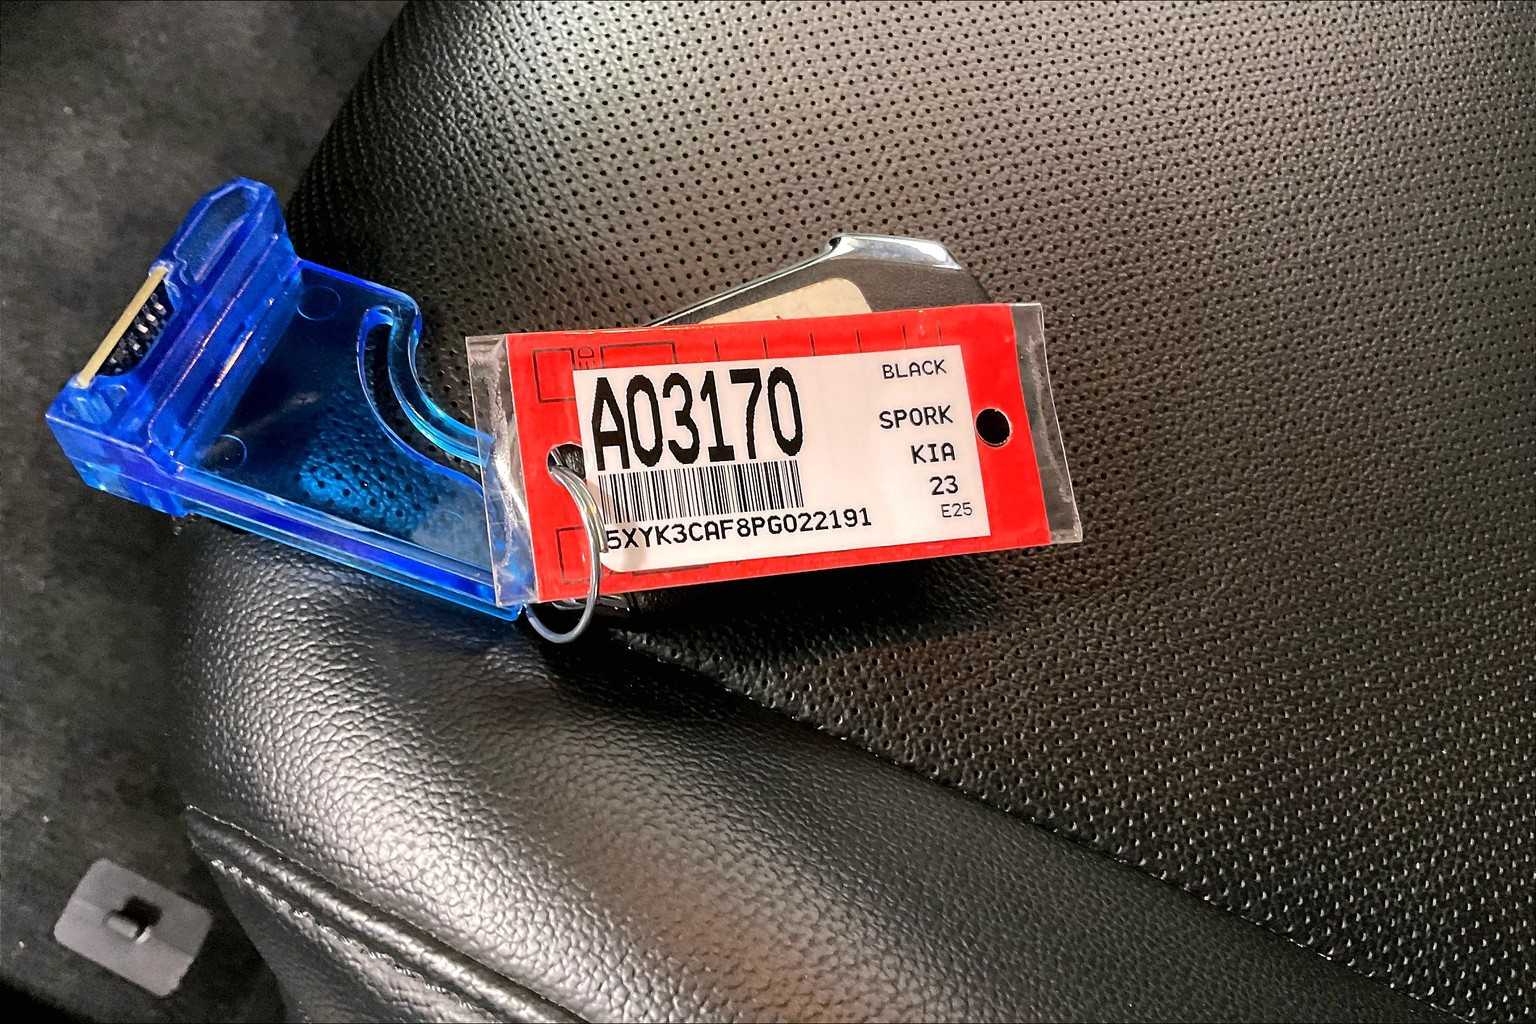 A03170
BLACK
SPORK
KIA
23
E25
5XYK3CAF8PG022191